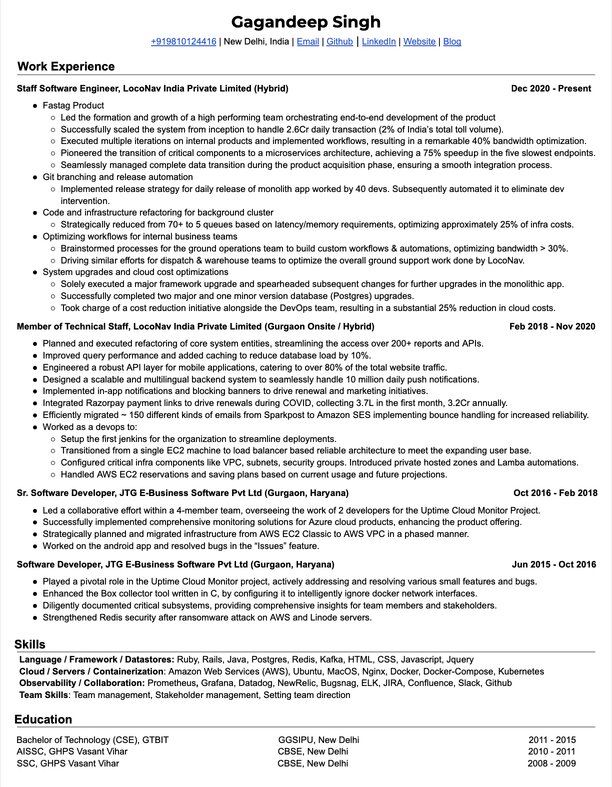 Gagandeep Singh
+919810124416 | New Delhi, India | Email | Github | LinkedIn | Website | Blog
Work Experience
Staff Software Engineer, LocoNav India Private Limited (Hybrid) Dec 2020 - Present
● Fastag Product
○ Led the formation and growth of a high performing team orchestrating end-to-end development of the product
○ Successfully scaled the system from inception to handle 2.6Cr daily transaction (2% of India's total toll volume).
○ Executed multiple iterations on internal products and implemented workflows, resulting in a remarkable 40% bandwidth optimization.
○ Pioneered the transition of critical components to a microservices architecture, achieving a 75% speedup in the five slowest endpoints.
○ Seamlessly managed complete data transition during the product acquisition phase, ensuring a smooth integration process.
● Git branching and release automation
○ Implemented release strategy for daily release of monolith app worked by 40 devs. Subsequently automated it to eliminate dev
intervention.
● Code and infrastructure refactoring for background cluster
○ Strategically reduced from 70+ to 5 queues based on latency/memory requirements, optimizing approximately 25% of infra costs.
● Optimizing workflows for internal business teams
○ Brainstormed processes for the ground operations team to build custom workflows & automations, optimizing bandwidth > 30%.
○ Driving similar efforts for dispatch & warehouse teams to optimize the overall ground support work done by LocoNav.
● System upgrades and cloud cost optimizations
○ Solely executed a major framework upgrade and spearheaded subsequent changes for further upgrades in the monolithic app.
○ Successfully completed two major and one minor version database (Postgres) upgrades.
○ Took charge of a cost reduction initiative alongside the DevOps team, resulting in a substantial 25% reduction in cloud costs.
Member of Technical Staff, LocoNav India Private Limited (Gurgaon Onsite / Hybrid) Feb 2018 - Nov 2020
● Planned and executed refactoring of core system entities, streamlining the access over 200+ reports and APIs.
● Improved query performance and added caching to reduce database load by 10%.
● Engineered a robust API layer for mobile applications, catering to over 80% of the total website traffic.
● Designed a scalable and multilingual backend system to seamlessly handle 10 million daily push notifications.
● Implemented in-app notifications and blocking banners to drive renewal and marketing initiatives.
● Integrated Razorpay payment links to drive renewals during COVID, collecting 3.7L in the first month, 3.2Cr annually.
● Efficiently migrated ~ 150 different kinds of emails from Sparkpost to Amazon SES implementing bounce handling for increased reliability.
● Worked as a devops to:
○ Setup the first jenkins for the organization to streamline deployments.
○ Transitioned from a single EC2 machine to load balancer based reliable architecture to meet the expanding user base.
○ Configured critical infra components like VPC, subnets, security groups. Introduced private hosted zones and Lamba automations.
○ Handled AWS EC2 reservations and saving plans based on current usage and future projections.
Sr. Software Developer, JTG E-Business Software Pvt Ltd (Gurgaon, Haryana) Oct 2016 - Feb 2018
● Led a collaborative effort within a 4-member team, overseeing the work of 2 developers for the Uptime Cloud Monitor Project.
● Successfully implemented comprehensive monitoring solutions for Azure cloud products, enhancing the product offering.
● Strategically planned and migrated infrastructure from AWS EC2 Classic to AWS VPC in a phased manner.
● Worked on the android app and resolved bugs in the "Issues" feature.
Software Developer, JTG E-Business Software Pvt Ltd (Gurgaon, Haryana) Jun 2015 - Oct 2016
● Played a pivotal role in the Uptime Cloud Monitor project, actively addressing and resolving various small features and bugs.
● Enhanced the Box collector tool written in C, by configuring it to intelligently ignore docker network interfaces.
● Diligently documented critical subsystems, providing comprehensive insights for team members and stakeholders.
● Strengthened Redis security after ransomware attack on AWS and Linode servers.
Skills
Language / Framework / Datastores: Ruby, Rails, Java, Postgres, Redis, Kafka, HTML, CSS, Javascript, Jquery
Cloud / Servers / Containerization: Amazon Web Services (AWS), Ubuntu, MacOS, Nginx, Docker, Docker-Compose, Kubernetes
Observability / Collaboration: Prometheus, Grafana, Datadog, NewRelic, Bugsnag, ELK, JIRA, Confluence, Slack, Github
Team Skills: Team management, Stakeholder management, Setting team direction
Education
Bachelor of Technology (CSE), GTBIT GGSIPU, New Delhi 2011 - 2015
AISSC, GHPS Vasant Vihar CBSE, New Delhi 2010 - 2011
SSC, GHPS Vasant Vihar CBSE, New Delhi 2008 - 2009